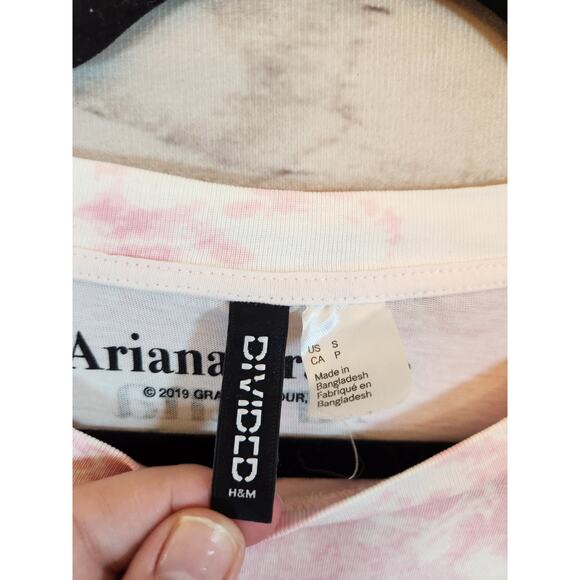 Ariana
© 2019 GRA
DIVIDED
H&M
US S
CA P
Made in
Bangladesh
Fabriqué en
Bangladesh